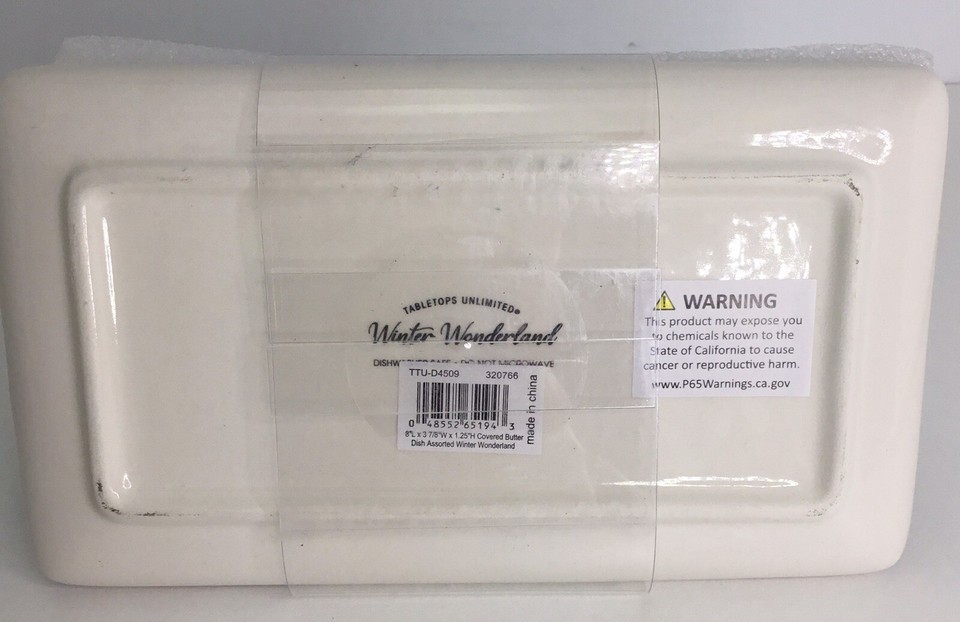 TABLETOPS UNLIMITED®
Winter Wonderland
DISHWASHER SAFE - DO NOT MICROWAVE
TTU-D4509 320766
0 48552 65194 3
made in china
8"L x 3 7/8"W x 1.25"H Covered Butter
Dish Assorted Winter Wonderland
WARNING
This product may expose you
to chemicals known to the
State of California to cause
cancer or reproductive harm.
www.P65Warnings.ca.gov